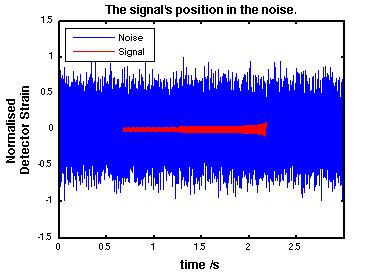 The signal's position in the noise.
Noise
Signal
Normalised
Detector Strain
1.5
1
0.5
0
-0.5
-1
-1.5
0
0.5
1
1.5
2
2.5
time /s